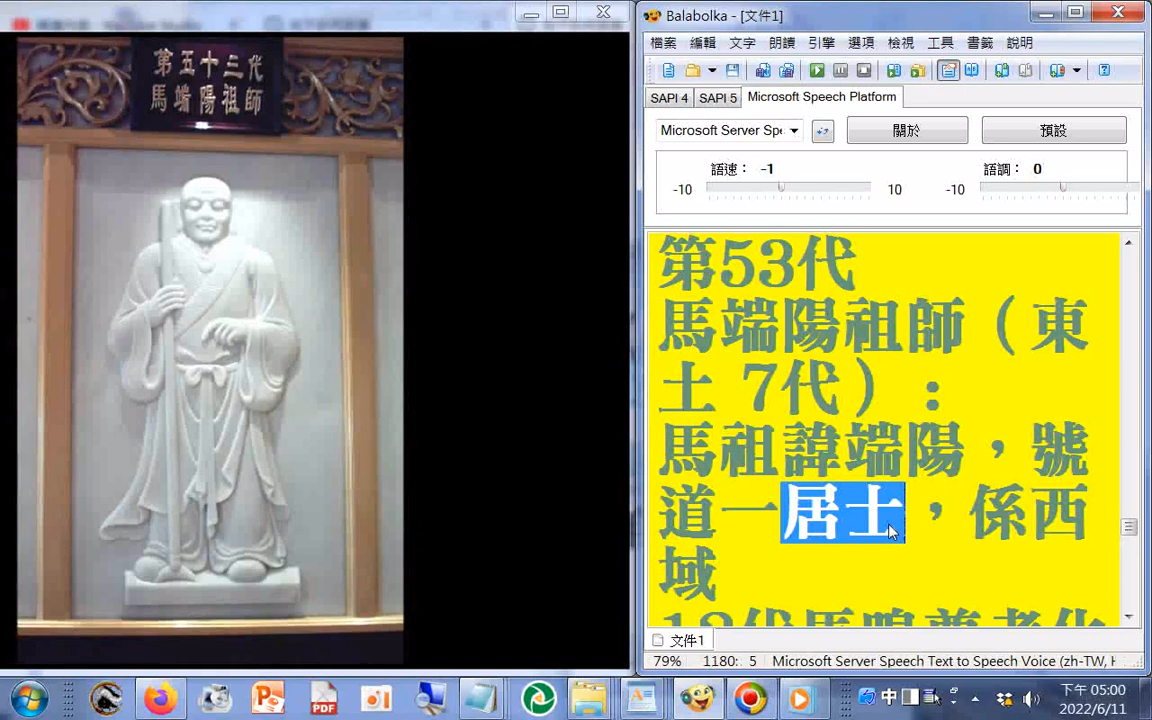 第五十三代
馬端陽祖師
Balabolka - [文件1]
檔案 編輯 文字 朗讀 引擎 選項 檢視 工具 書籤 說明
SAPI 4 SAPI 5 Microsoft Speech Platform
Microsoft Server Spe 關於 預設
語速： -1 語調： 0
-10 10 -10
第53代
馬端陽祖師（東
土 7代）：
馬祖諱端陽，號
道一居士，係西
域
文件1
79% 1180: 5 Microsoft Server Speech Text to Speech Voice (zh-TW, H
PDF
中
下午 05:00
2022/6/11